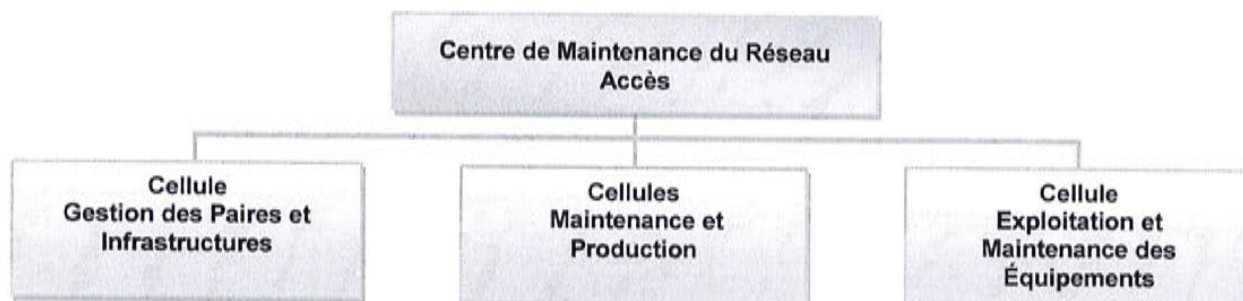 Centre de Maintenance du Réseau
Accès
Cellule
Gestion des Paires et
Infrastructures
Cellules
Maintenance et
Production
Cellule
Exploitation et
Maintenance des
Équipements